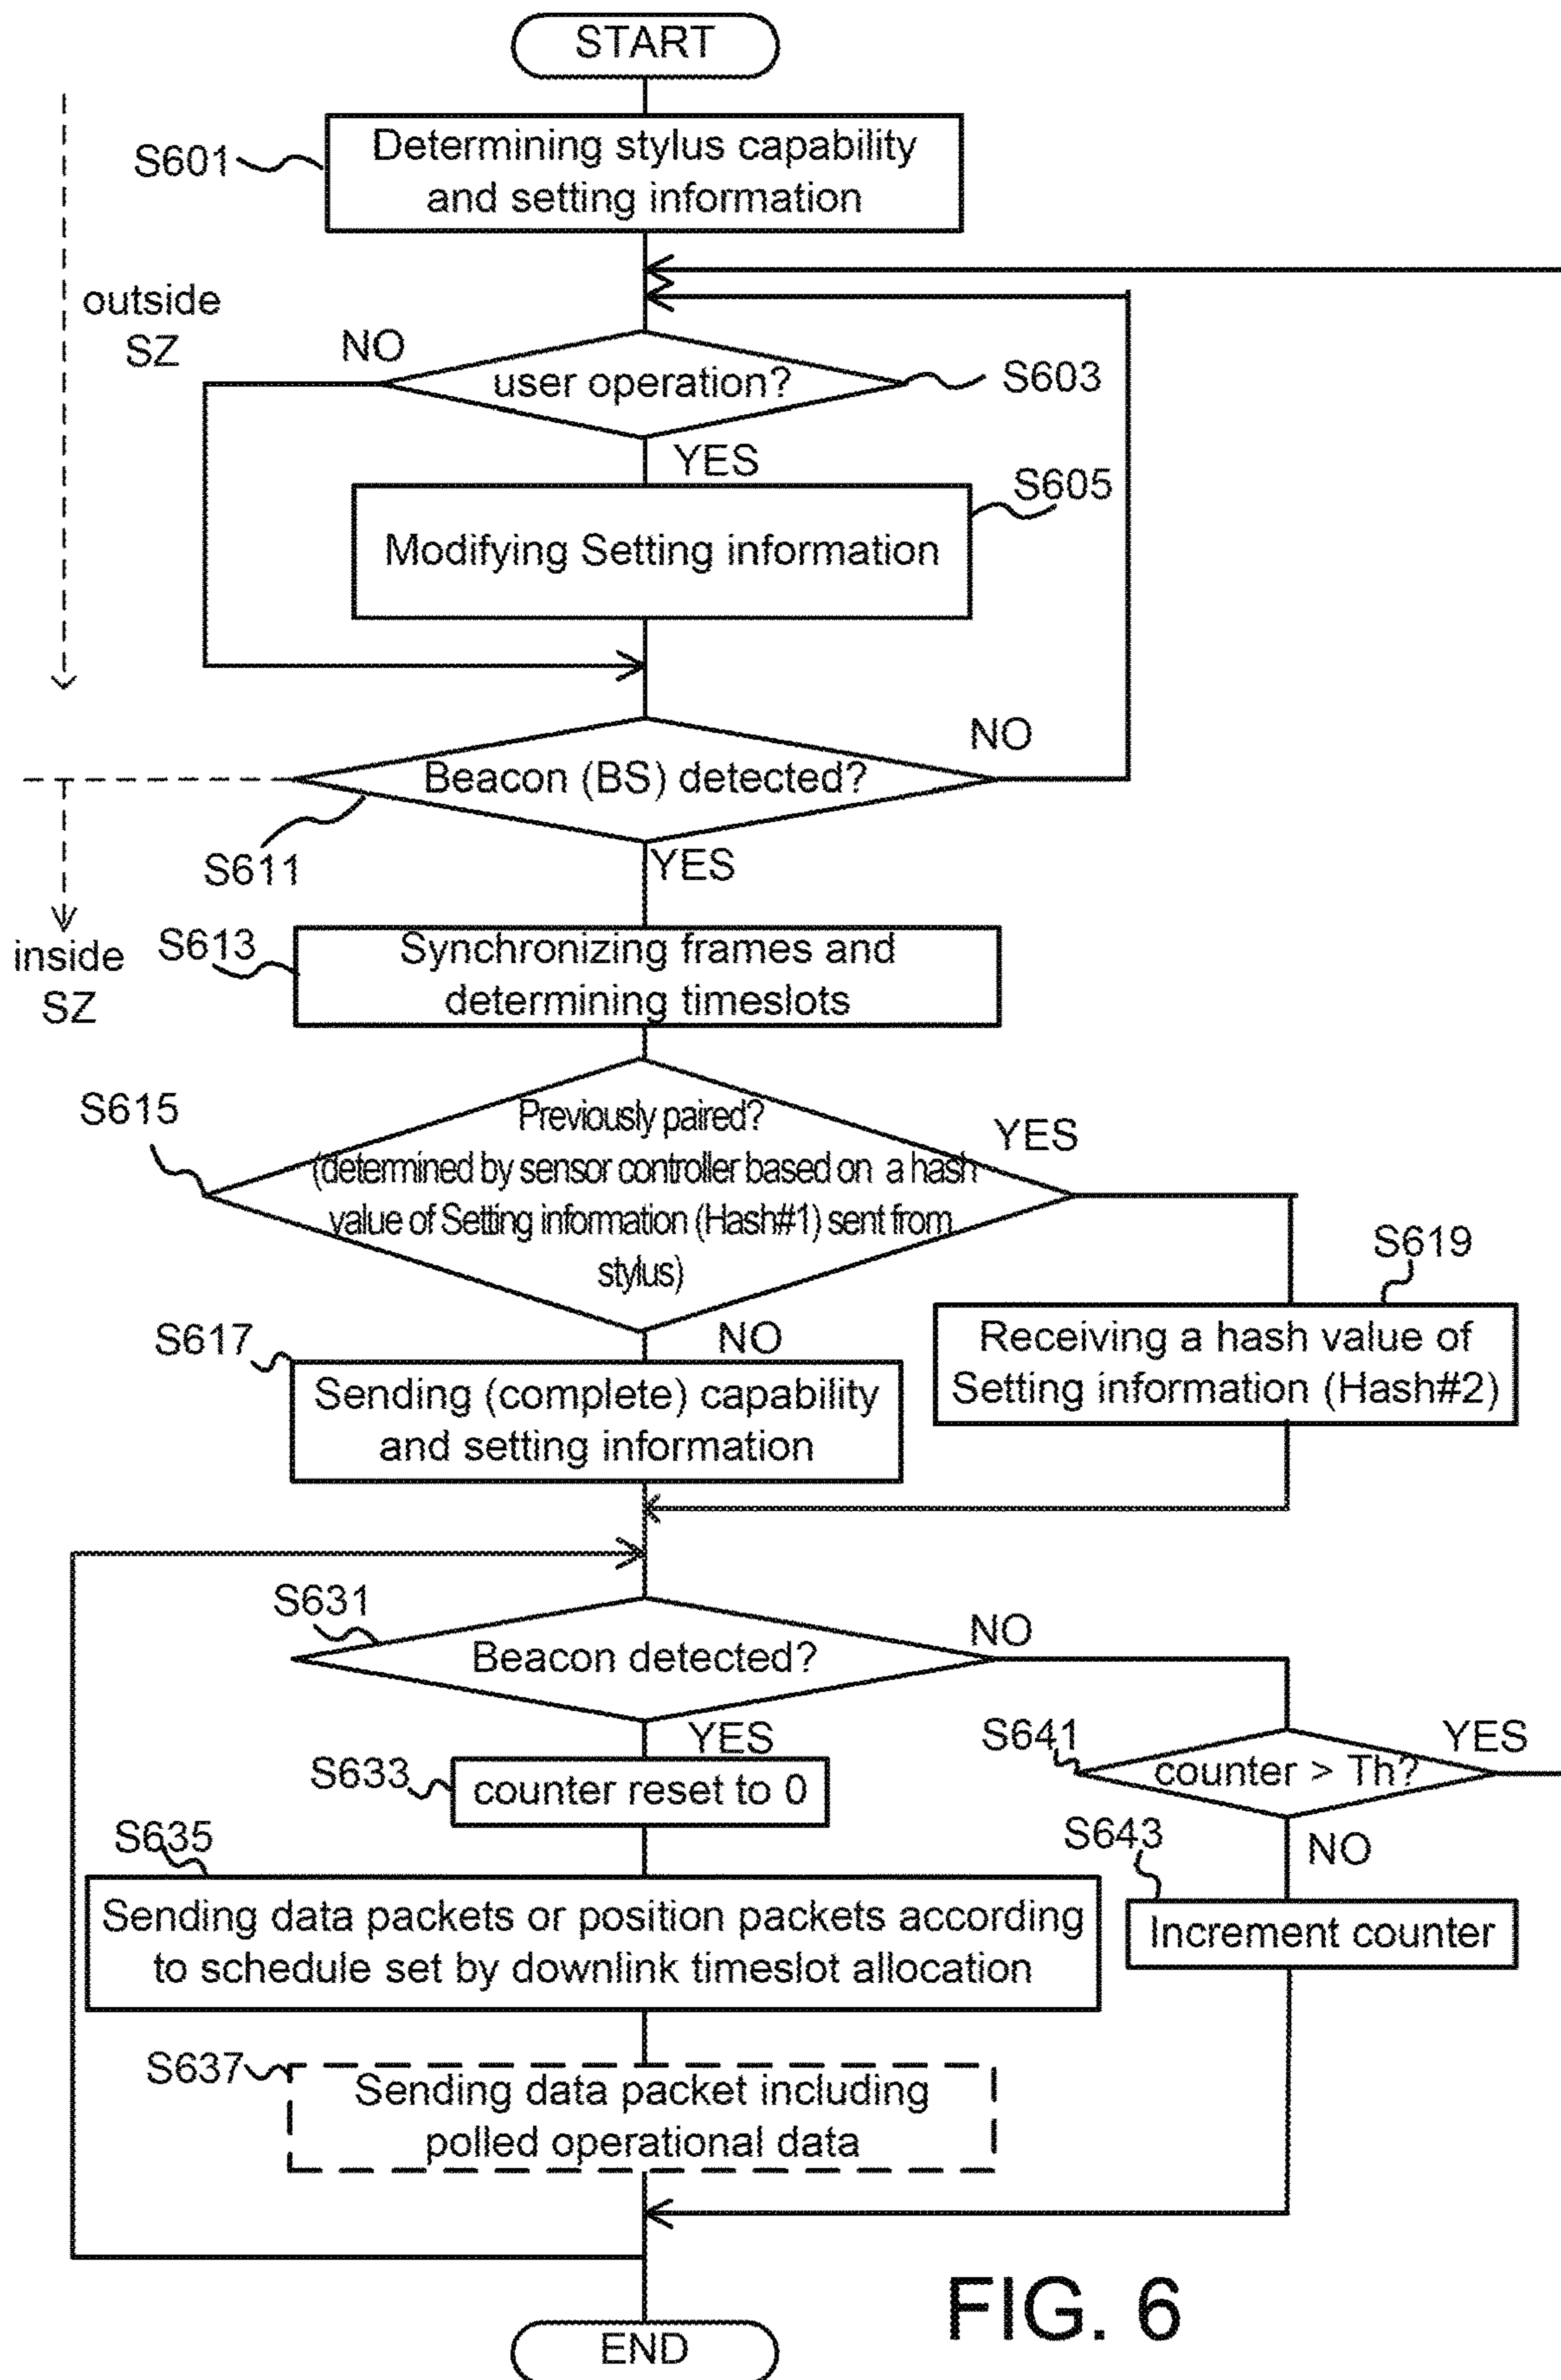 START
S601
Determining stylus capability
and setting information
outside
SZ
NO
user operation?
S603
YES
S605
Modifying Setting information
NO
Beacon (BS) detected?
S611
YES
inside
SZ
S613
Synchronizing frames and
determining timeslots
S615
Previously paired?
(determined by sensor controller based on a hash
value of Setting information (Hash#1) sent from
stylus)
YES
S619
Receiving a hash value of
Setting information (Hash#2)
S617
NO
Sending (complete) capability
and setting information
S631
Beacon detected?
NO
YES
S633
counter reset to 0
S641
counter > Th?
YES
S643
NO
Increment counter
S635
Sending data packets or position packets according
to schedule set by downlink timeslot allocation
S637
Sending data packet including
polled operational data
END
FIG. 6